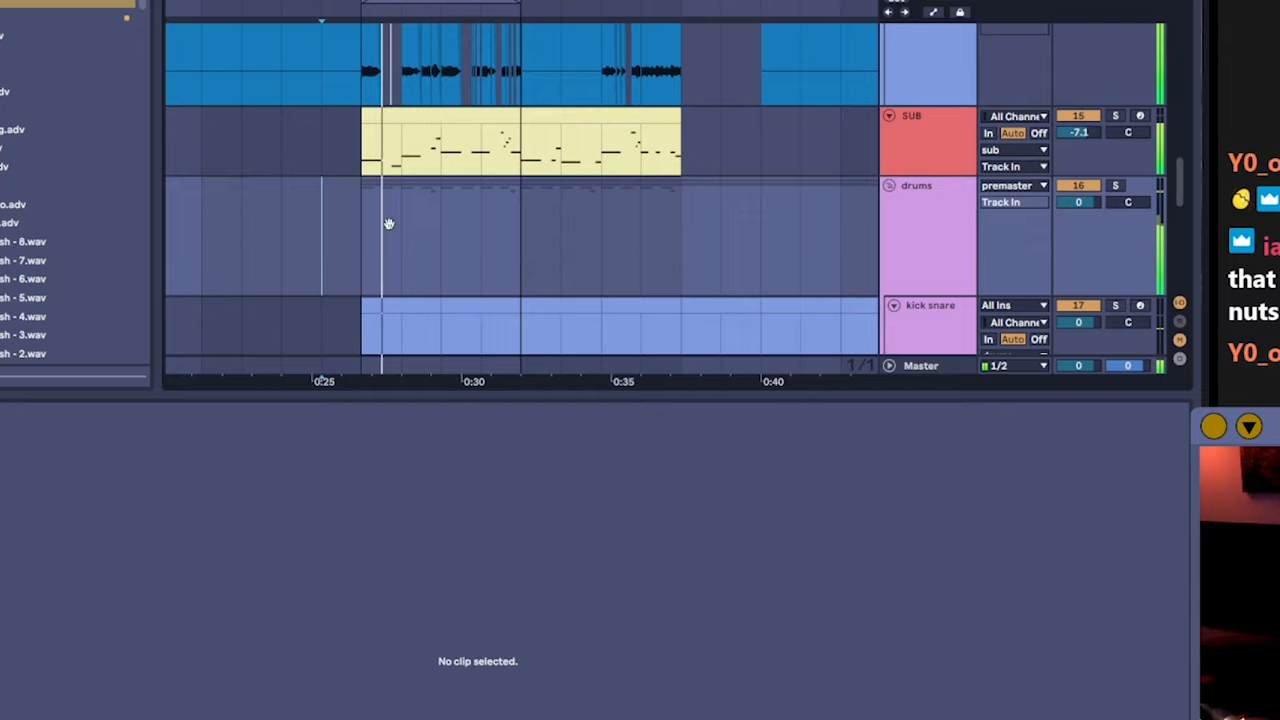 v
dv
g.adv
v
dv
o.adv
.adv
sh - 8.wav
sh - 7.wav
sh - 6.wav
sh - 5.wav
sh - 4.wav
sh - 3.wav
sh - 2.wav
SUB
All Channe
15
S
In
Auto
Off
-7.1
C
sub
Track In
drums
premaster
16
S
Track In
0
C
kick snare
All Ins
17
S
All Channe
0
C
In
Auto
Off
1/1
Master
1/2
0
0
0:25
0:30
0:35
0:40
No clip selected.
Y0_o
ia
that
nuts
Y0_o